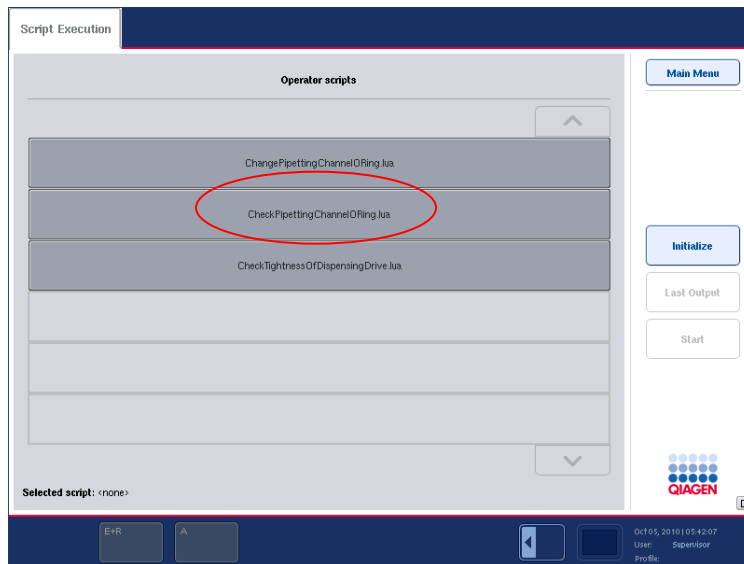 Script Execution
Operator scripts
Main Menu
ChangePipettingChannelORing.lua
CheckPipettingChannelORing.lua
CheckTightnessOfDispensingDrive.lua
Initialize
Last Output
Start
QIAGEN
Selected script: <none>
E+R
A
Oct 05, 2010 | 05:42:07
User: Supervisor
Profile: